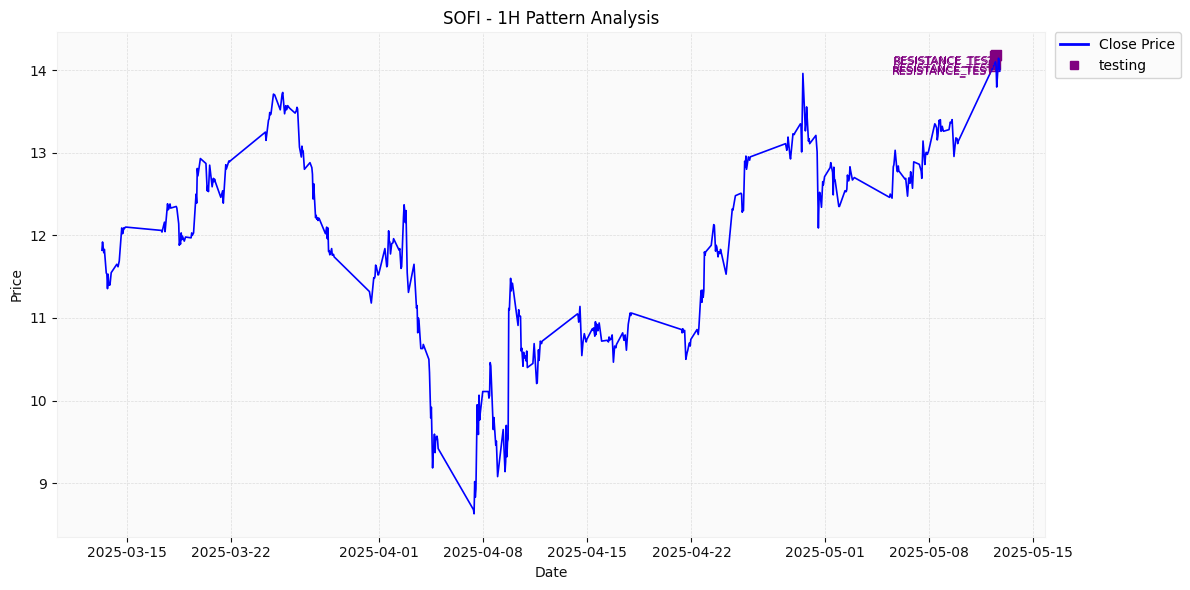 SOFI - 1H Pattern Analysis
Close Price
testing
RESISTANCE_TEST
RESISTANCE_TEST
14
13
12
11
10
9
Price
2025-03-15
2025-03-22
2025-04-01
2025-04-08
2025-04-15
2025-04-22
2025-05-01
2025-05-08
2025-05-15
Date